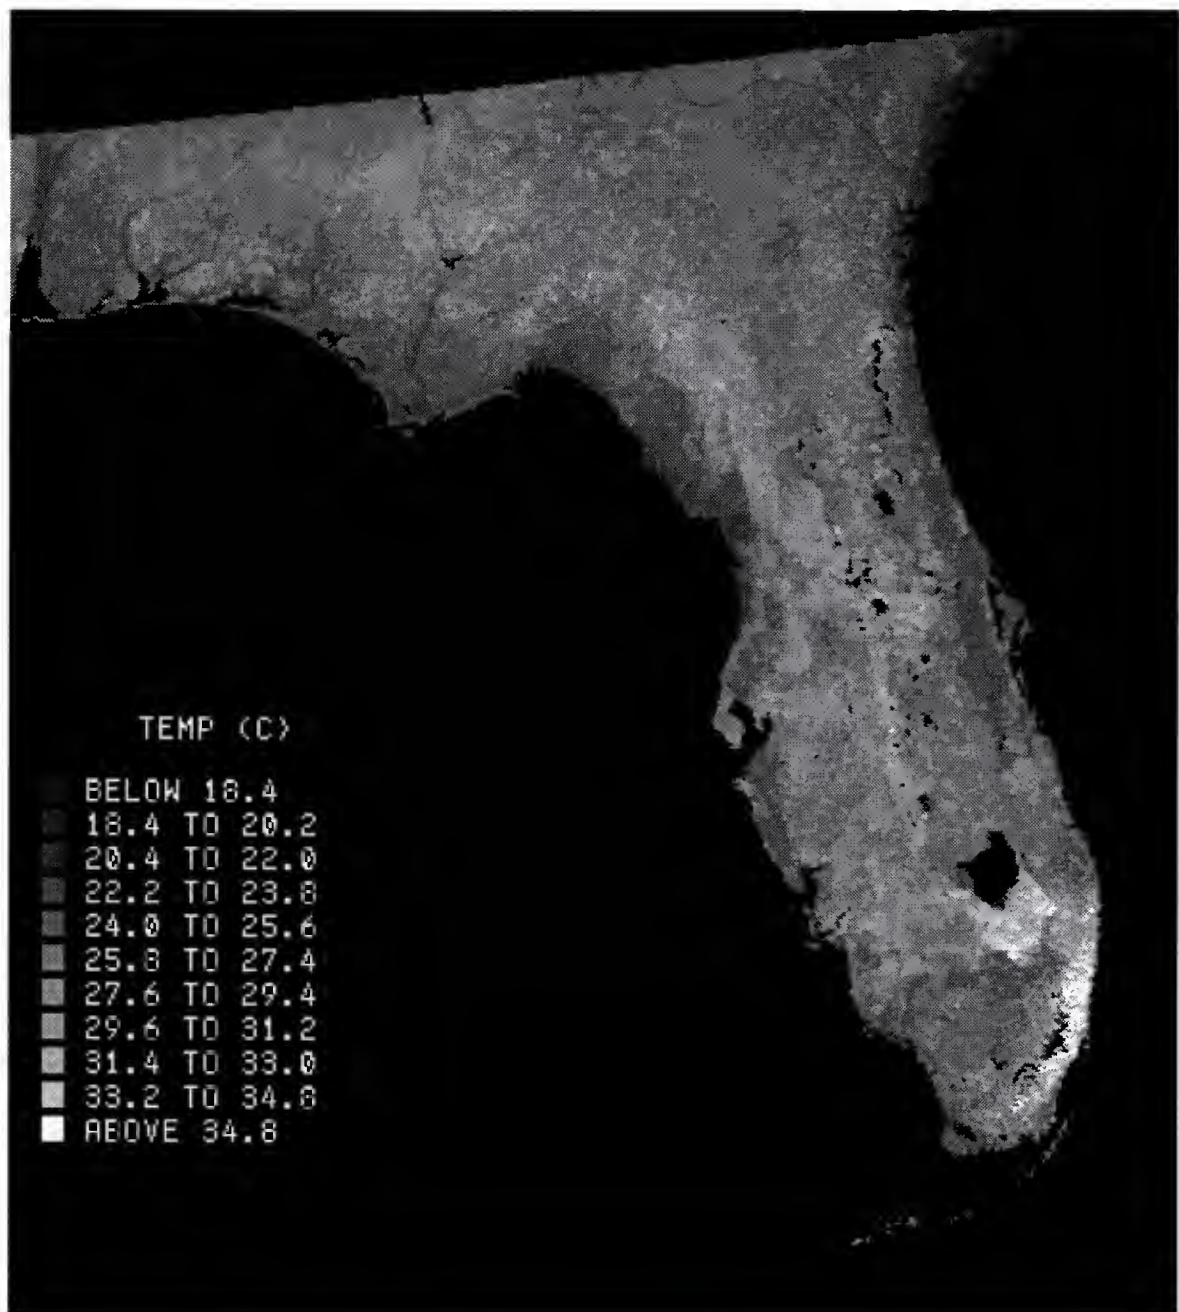 TEMP (C)
BELOW 18.4
18.4 TO 20.2
20.4 TO 22.0
22.2 TO 23.8
24.0 TO 25.6
25.8 TO 27.4
27.6 TO 29.4
29.6 TO 31.2
31.4 TO 33.0
33.2 TO 34.8
ABOVE 34.8